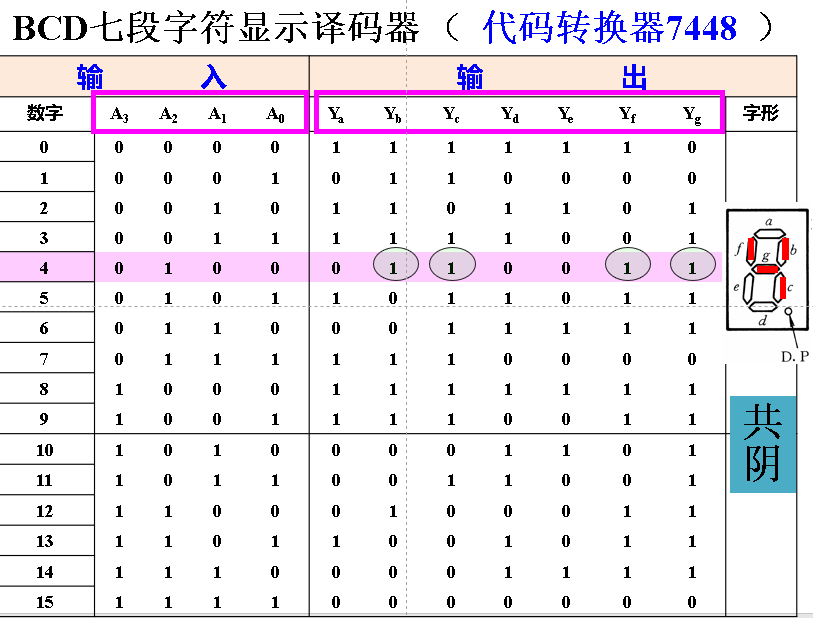 BCD七段字符显示译码器（ 代码转换器7448 ）
输 入 输 出
数字 A3 A2 A1 A0 Ya Yb Yc Yd Ye Yf Yg 字形
0 0 0 0 0 1 1 1 1 1 1 0
1 0 0 0 1 0 1 1 0 0 0 0
2 0 0 1 0 1 1 0 1 1 0 1
3 0 0 1 1 1 1 1 1 0 0 1
4 0 1 0 0 0 1 1 0 0 1 1
5 0 1 0 1 1 0 1 1 0 1 1
6 0 1 1 0 0 0 1 1 1 1 1
7 0 1 1 1 1 1 1 0 0 0 0
8 1 0 0 0 1 1 1 1 1 1 1
9 1 0 0 1 1 1 1 0 0 1 1
10 1 0 1 0 0 0 0 1 1 0 1
11 1 0 1 1 0 0 1 1 0 0 1
12 1 1 0 0 0 1 0 0 0 1 1
13 1 1 0 1 1 0 0 1 0 1 1
14 1 1 1 0 0 0 0 1 1 1 1
15 1 1 1 1 0 0 0 0 0 0 0
a
f b
g
e c
d
D. P
共
阴